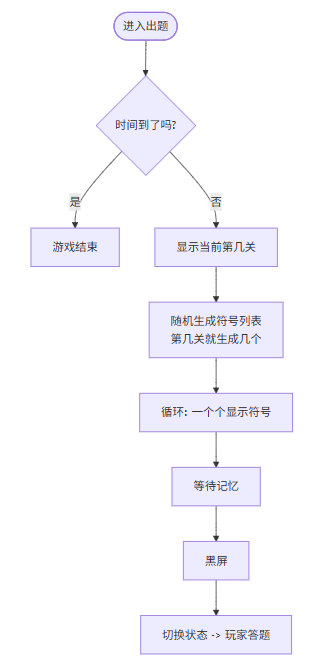 进入出题
时间到了吗?
是
否
游戏结束
显示当前第几关
随机生成符号列表
第几关就生成几个
循环: 一个个显示符号
等待记忆
黑屏
切换状态 -> 玩家答题